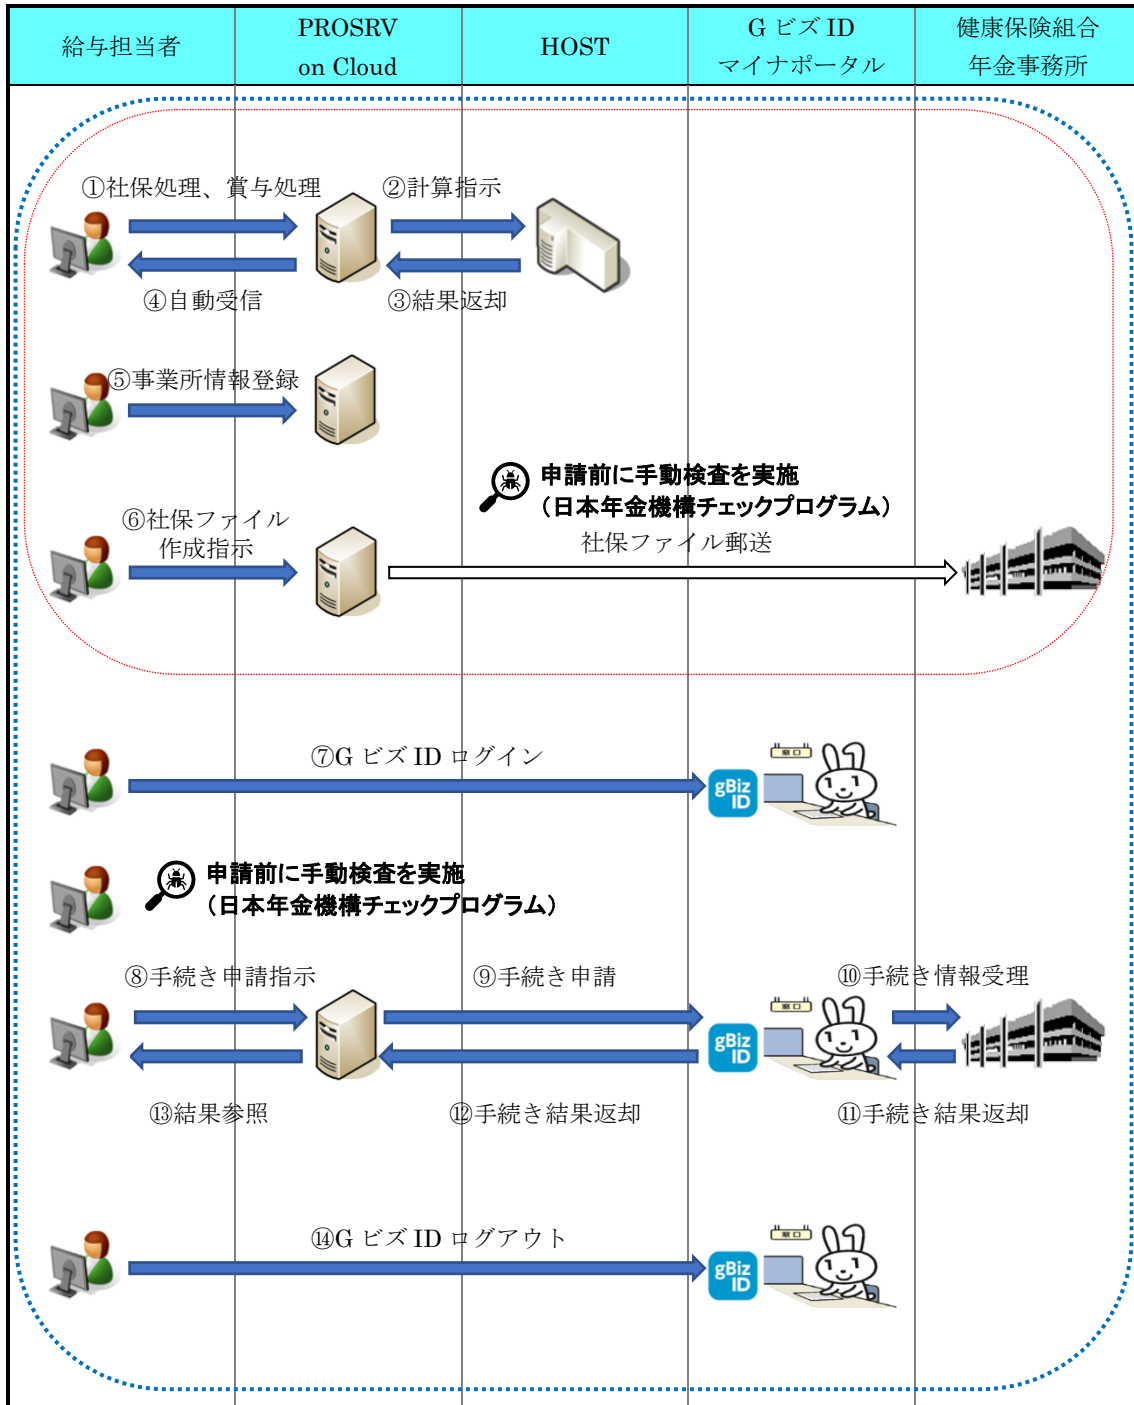 給与担当者
PROSRV
on Cloud
HOST
G ビズ ID
マイナポータル
健康保険組合
年金事務所
①社保処理、賞与処理
②計算指示
④自動受信
③結果返却
⑤事業所情報登録
申請前に手動検査を実施
（日本年金機構チェックプログラム）
⑥社保ファイル
作成指示
社保ファイル郵送
⑦G ビズ ID ログイン
窓口
gBiz
ID
申請前に手動検査を実施
（日本年金機構チェックプログラム）
⑧手続き申請指示
⑨手続き申請
⑩手続き情報受理
窓口
gBiz
ID
⑬結果参照
⑫手続き結果返却
⑪手続き結果返却
⑭G ビズ ID ログアウト
窓口
gBiz
ID